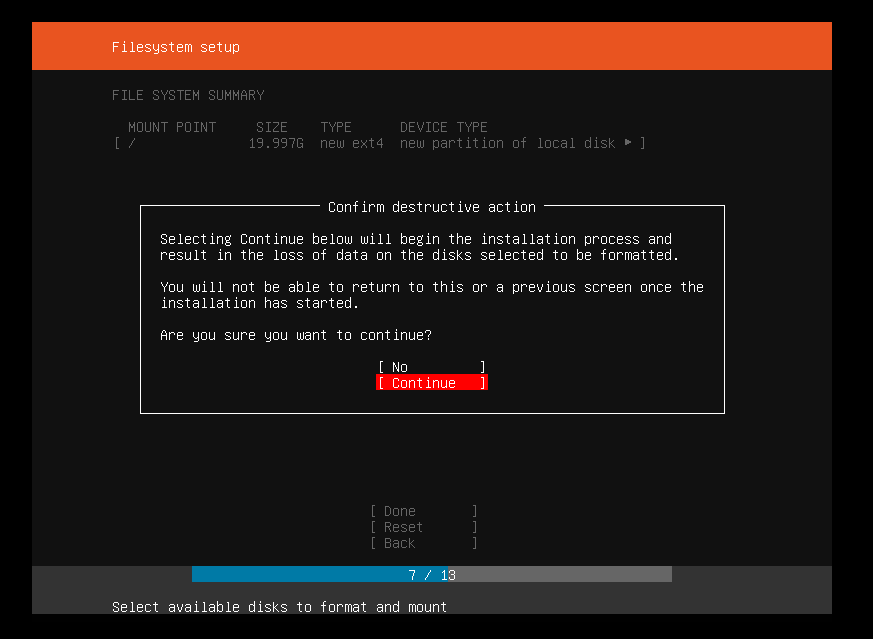 Filesystem setup
FILE SYSTEM SUMMARY
MOUNT POINT SIZE TYPE DEVICE TYPE
[ / 19.997G new ext4 new partition of local disk ► ]
Confirm destructive action
Selecting Continue below will begin the installation process and
result in the loss of data on the disks selected to be formatted.
You will not be able to return to this or a previous screen once the
installation has started.
Are you sure you want to continue?
[ No ]
[ Continue ]
[ Done ]
[ Reset ]
[ Back ]
7 / 13
Select available disks to format and mount